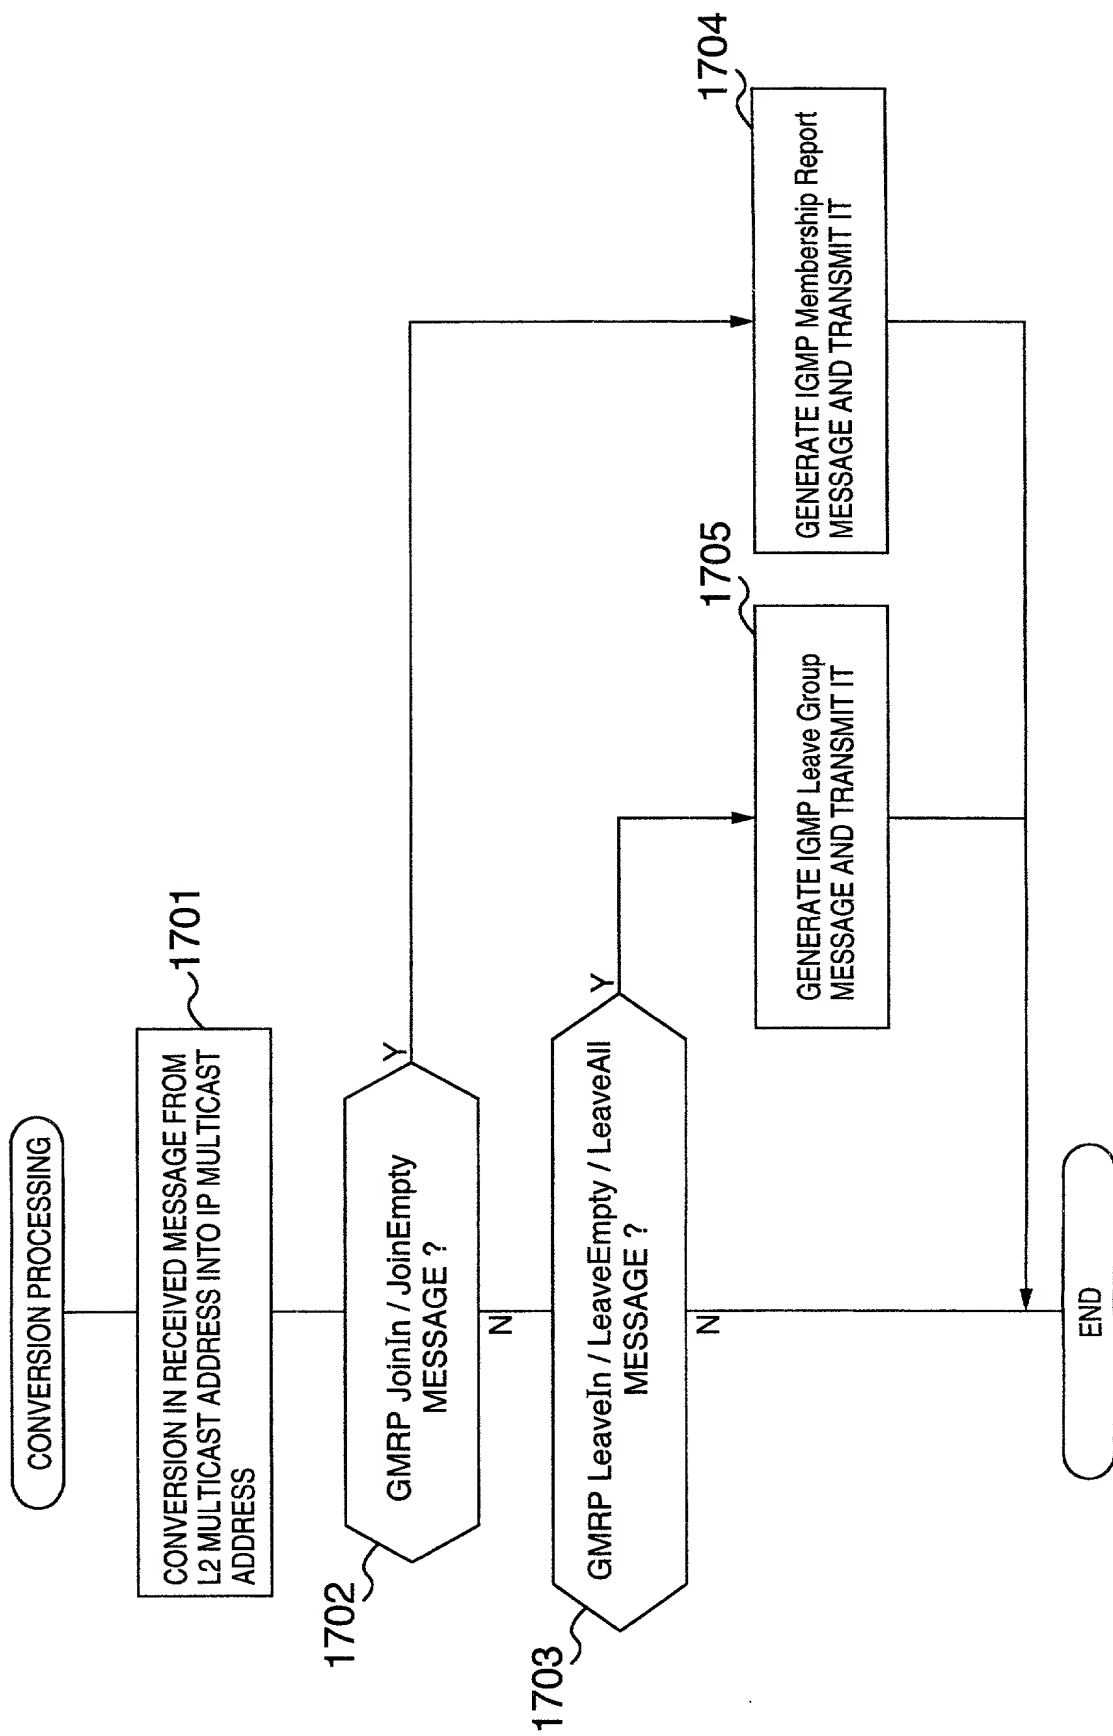 CONVERSION PROCESSING
1701
CONVERSION IN RECEIVED MESSAGE FROM
L2 MULTICAST ADDRESS INTO IP MULTICAST
ADDRESS
1702
GMRP JoinIn / JoinEmpty
MESSAGE ?
Y
N
1703
GMRP LeaveIn / LeaveEmpty / LeaveAll
MESSAGE ?
Y
N
1705
GENERATE IGMP Leave Group
MESSAGE AND TRANSMIT IT
1704
GENERATE IGMP Membership Report
MESSAGE AND TRANSMIT IT
END